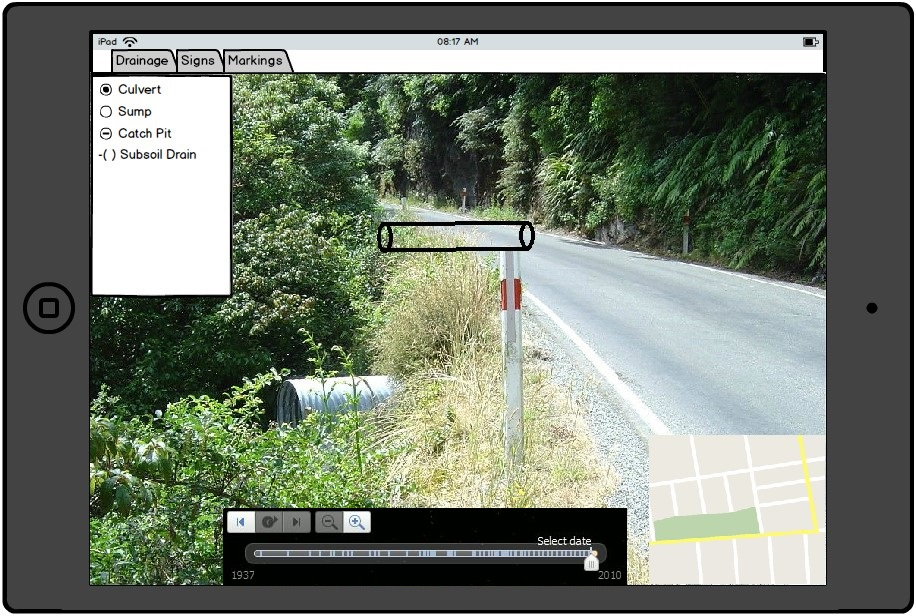 iPad 08:17 AM
Drainage Signs Markings
Culvert
Sump
Catch Pit
-( ) Subsoil Drain
Select date
1937 2010